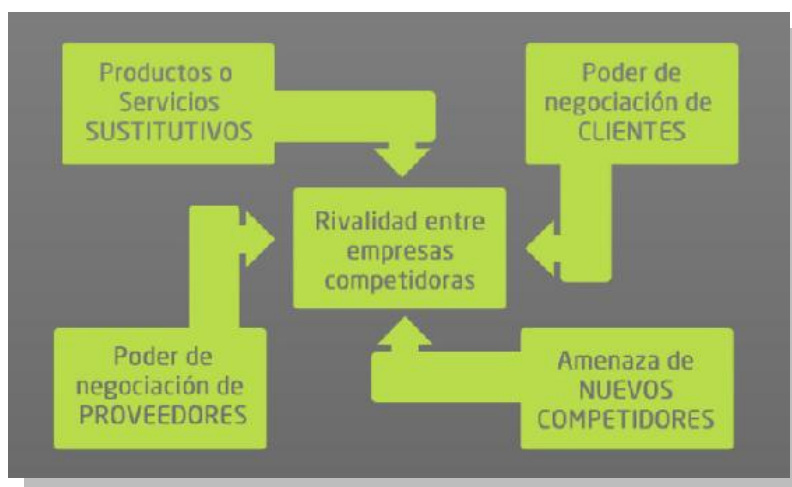 Productos o
Servicios
SUSTITUTIVOS
Poder de
negociación de
CLIENTES
Rivalidad entre
empresas
competidoras
Poder de
negociación de
PROVEEDORES
Amenaza de
NUEVOS
COMPETIDORES